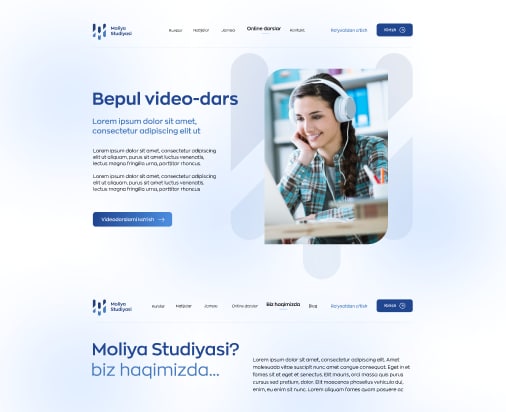 Moliya
Studiyasi
Kurslar
Natijalar
Jamoa
Online darslar
Kontakt
Ro'yxatdan o'tish
Kirish
Bepul video-dars
Lorem ipsum dolor sit amet,
consectetur adipiscing elit ut
Lorem ipsum dolor sit amet, consectetur adipiscing
elit ut aliquam, purus sit amet luctus venenatis,
lectus magna fringilla urna, porttitor rhoncus
Lorem ipsum dolor sit amet, consectetur adipiscing
elit ut aliquam, purus sit amet luctus venenatis,
lectus magna fringilla urna, porttitor rhoncus
Videodarslarni ko'rish
Moliya
Studiyasi
Kurslar
Natijalar
Jamoa
Online darslar
Biz haqimizda
Blog
Ro'yxatdan o'tish
Kirish
Moliya Studiyasi?
biz haqimizda...
Lorem ipsum dolor sit amet, consectetur adipiscing elit. Amet
malesuada vitae suscipit nunc amet congue consequat. Eget et in
fames sit et eget et sodales. Elit mauris, orci massa duis purus
cursus sed pretium, dolor. Elit maecenas phasellus vehicula dui,
enim eu enim sit nunc. Quam aliquam fames quam posuere ac